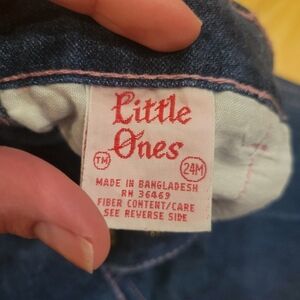 Little
Ones
TM 24M
MADE IN BANGLADESH
RN 36469
FIBER CONTENT/CARE
SEE REVERSE SIDE